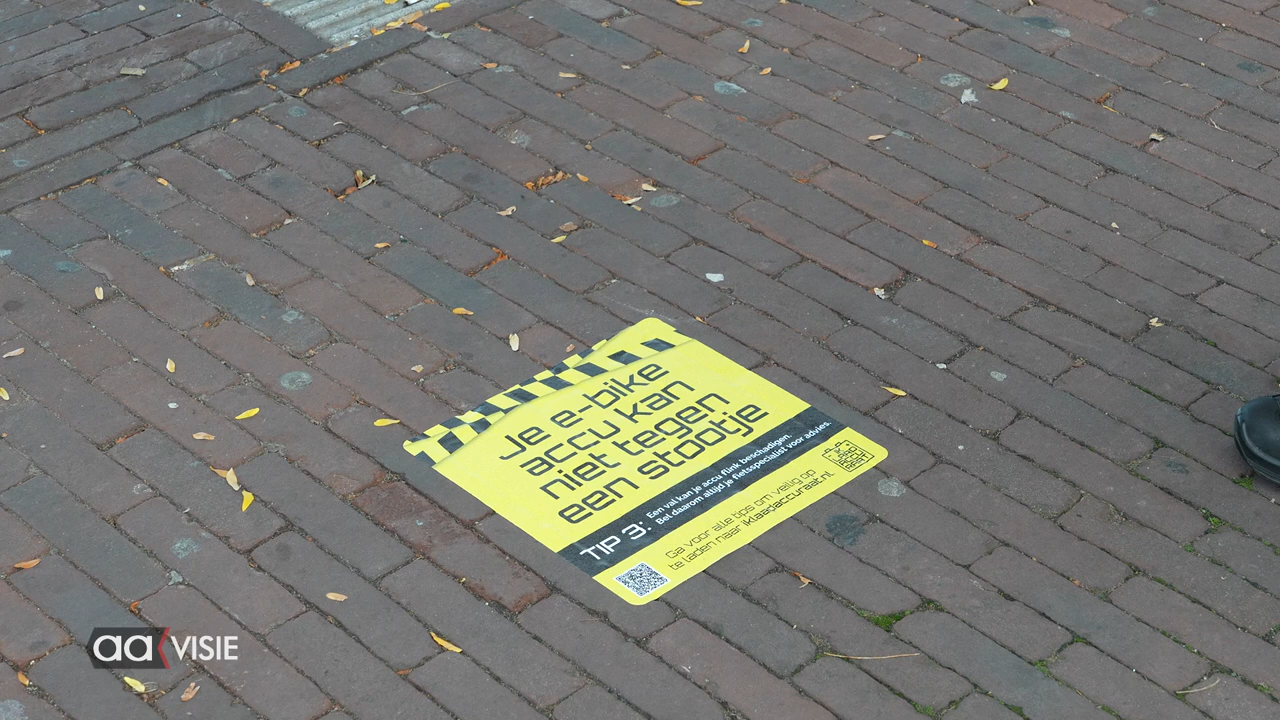 Je e-bike
accu kan
niet tegen
een stootje
TIP 3:
Een val kan je accu flink beschadigen.
Bel daarom altijd je fietsspecialist voor advies.
Ga voor alle tips om veilig op
te laden naar iklaadaccuraat.nl
aa VISIE